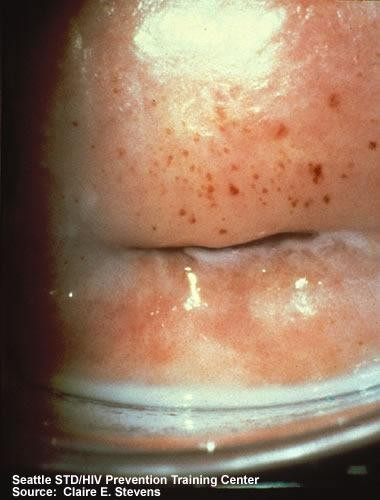 Seattle STD/HIV Prevention Training Center
Source: Claire E. Stevens